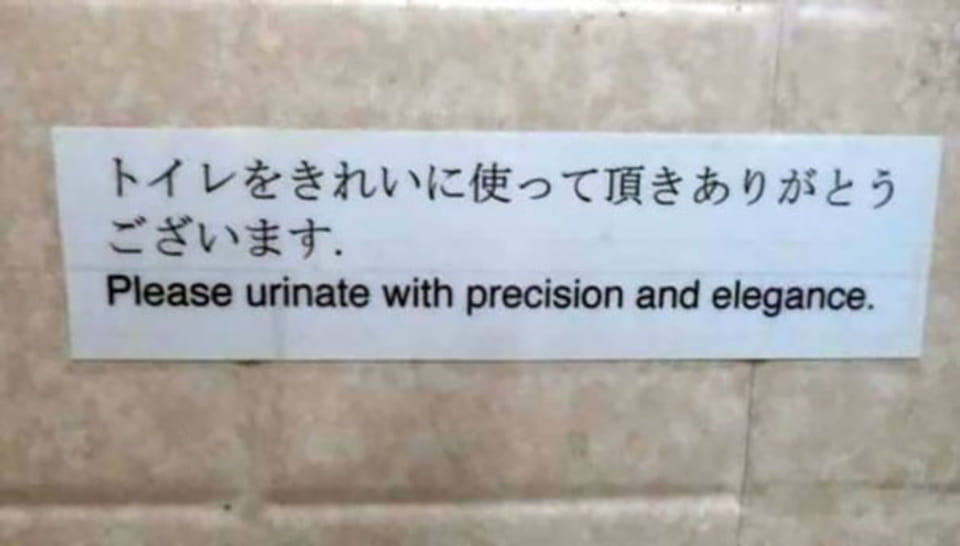 トイレをきれいに使って頂きありがとう
ございます.
Please urinate with precision and elegance.